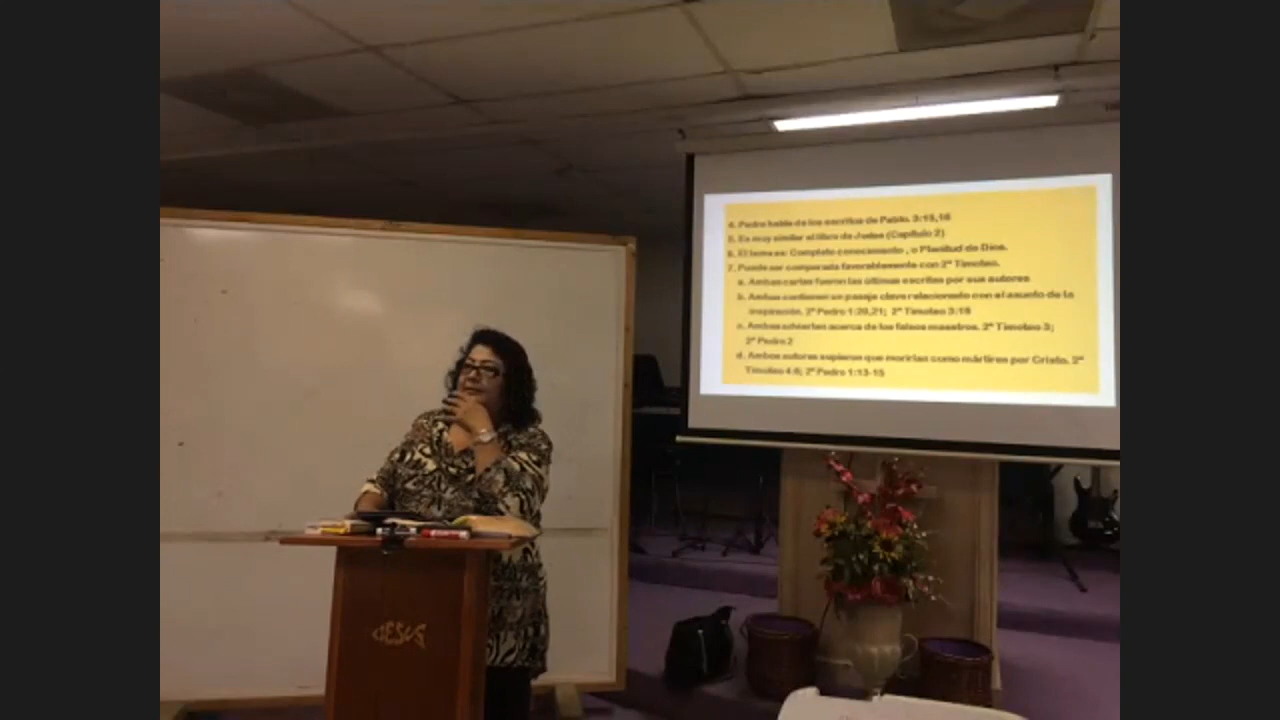 4. Pedro habla de los escritos de Pablo. 3:15,16
5. Es muy similar al libro de Judas (Capítulo 2)
6. El tema es: Completo conocimiento , o Plenitud de Dios.
7. Puede ser comparada favorablemente con 2ª Timoteo.
a. Ambas cartas fueron las últimas escritas por sus autores
b. Ambas contienen un pasaje clave relacionado con el asunto de la
inspiración. 2ª Pedro 1:20,21; 2ª Timoteo 3:16
c. Ambas advierten acerca de los falsos maestros. 2ª Timoteo 3;
2ª Pedro 2
d. Ambos autores supieron que morirían como mártires por Cristo. 2ª
Timoteo 4:6; 2ª Pedro 1:13-15
JESUS